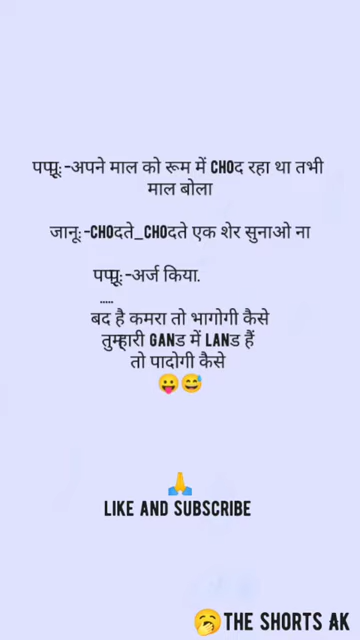 पप्पू:-अपने माल को रूम में CHOद रहा था तभी
माल बोला
जानू:-CHOदते_CHOदते एक शेर सुनाओ ना
पप्पू:-अर्ज किया.
.....
बद है कमरा तो भागोगी कैसे
तुम्हारी GANड में LANड हैं
तो पादोगी कैसे
😛😅
🙏
LIKE AND SUBSCRIBE
🥱THE SHORTS AK